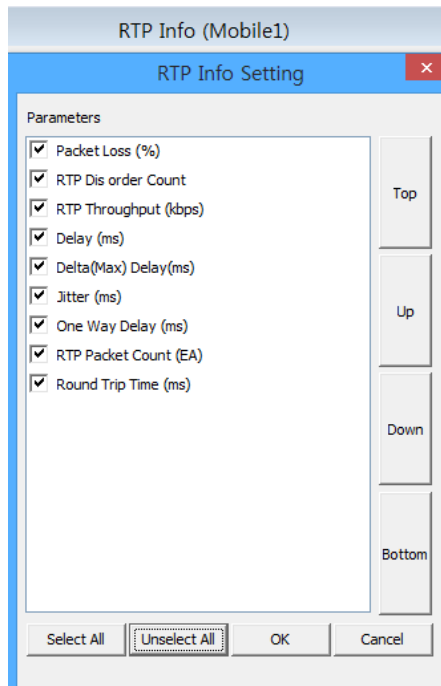 RTP Info (Mobile1)
RTP Info Setting
Parameters
Packet Loss (%)
RTP Dis order Count
RTP Throughput (kbps)
Delay (ms)
Delta(Max) Delay(ms)
Jitter (ms)
One Way Delay (ms)
RTP Packet Count (EA)
Round Trip Time (ms)
Top
Up
Down
Bottom
Select All Unselect All OK Cancel